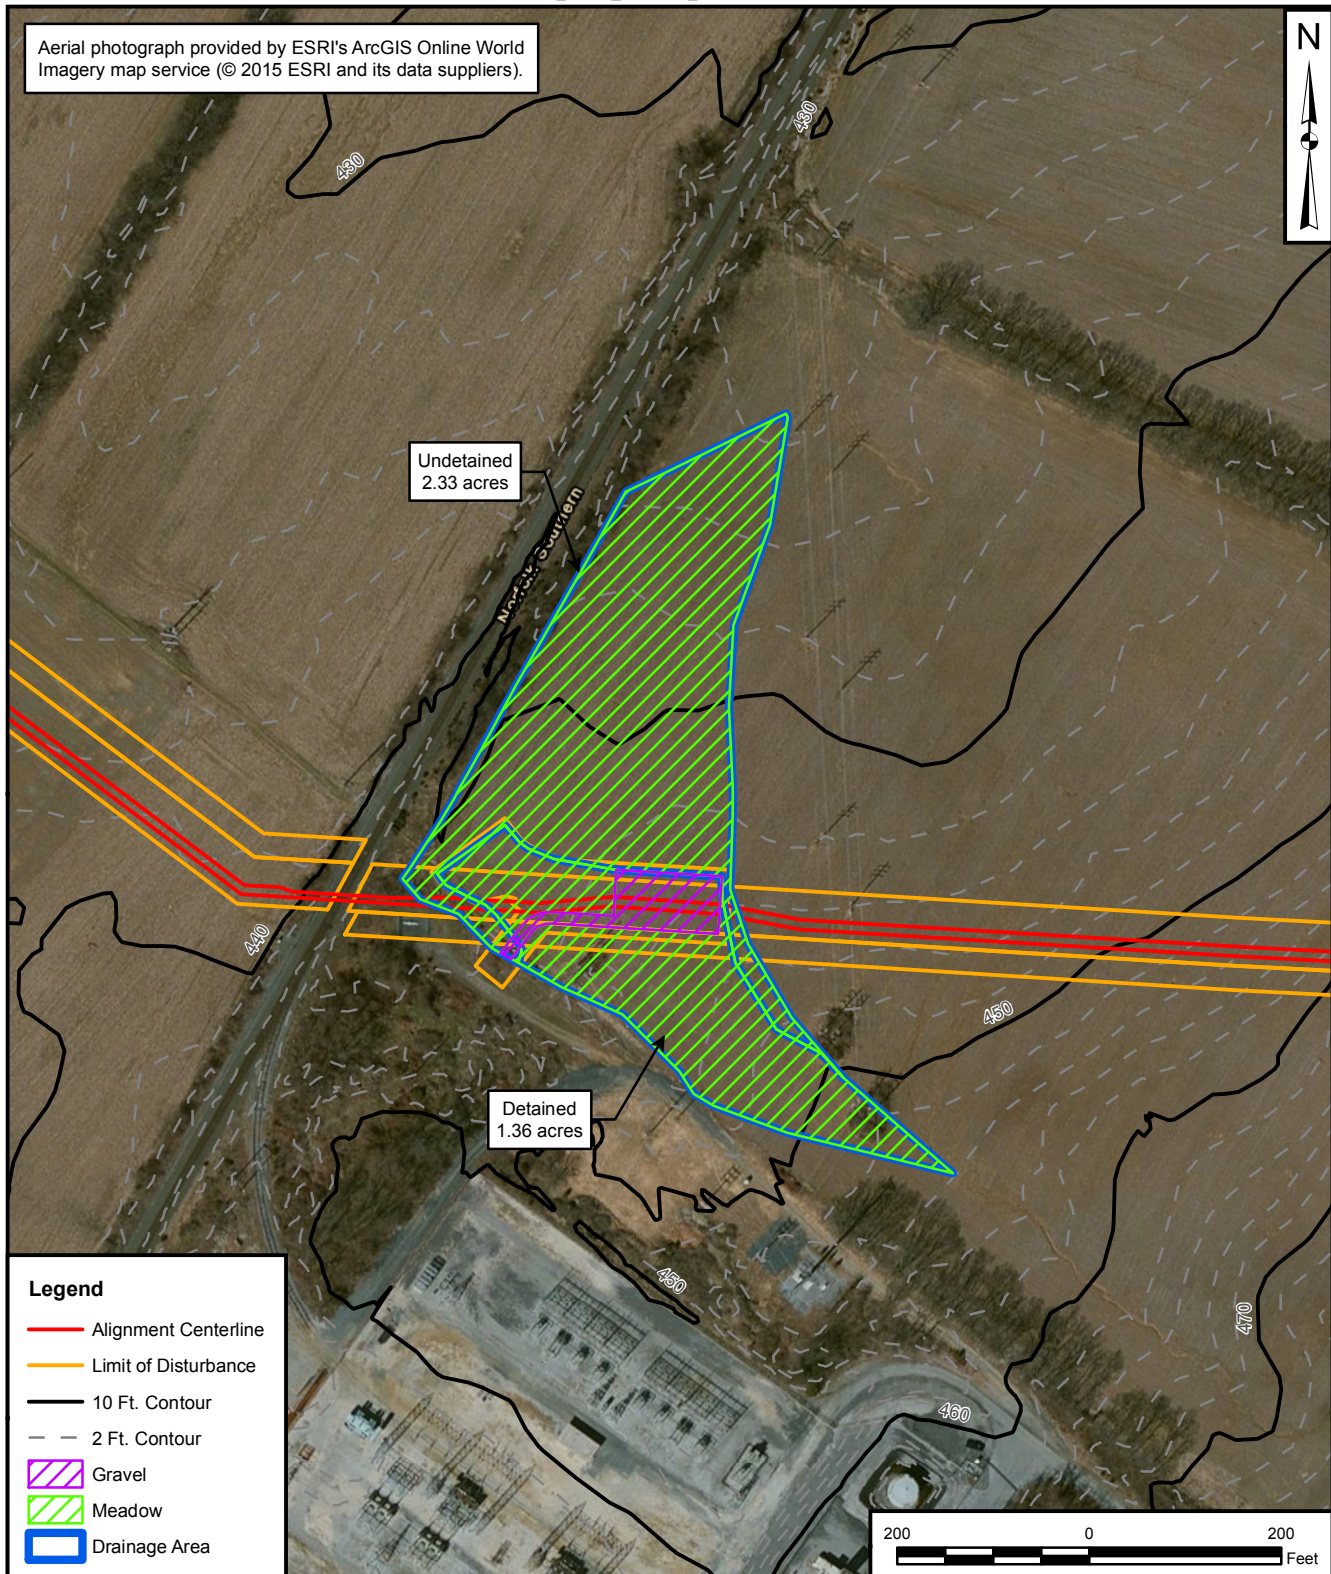 Aerial photograph provided by ESRI's ArcGIS Online World
Imagery map service (© 2015 ESRI and its data suppliers).
N
430
430
Undetained
2.33 acres
Norfolk Southern
440
450
Detained
1.36 acres
450
470
460
Legend
Alignment Centerline
Limit of Disturbance
10 Ft. Contour
2 Ft. Contour
Gravel
Meadow
Drainage Area
200 0 200
Feet